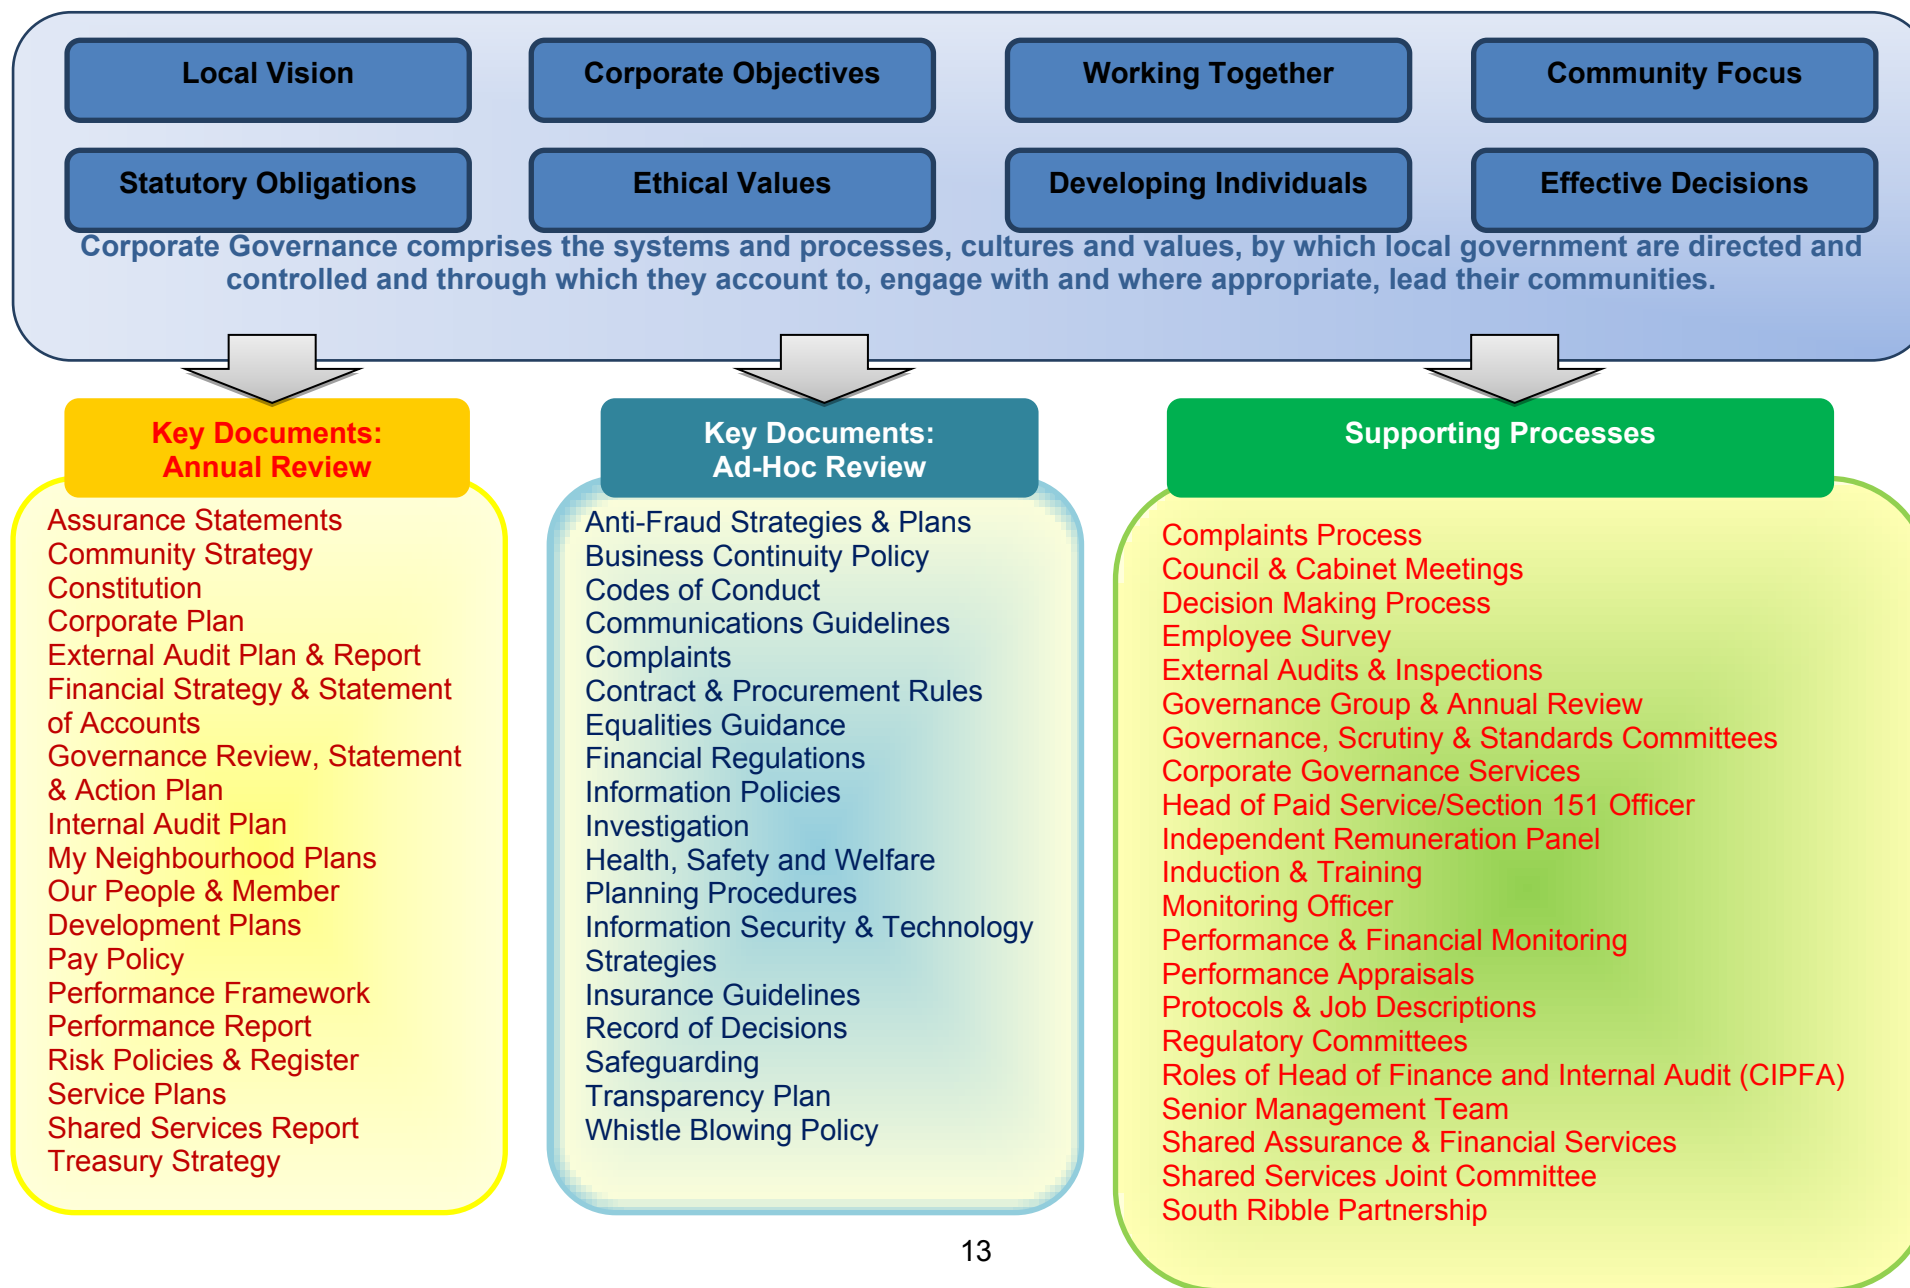 Local Vision
Corporate Objectives
Working Together
Community Focus
Statutory Obligations
Ethical Values
Developing Individuals
Effective Decisions
Corporate Governance comprises the systems and processes, cultures and values, by which local government are directed and
controlled and through which they account to, engage with and where appropriate, lead their communities.
Key Documents:
Annual Review
Assurance Statements
Community Strategy
Constitution
Corporate Plan
External Audit Plan & Report
Financial Strategy & Statement
of Accounts
Governance Review, Statement
& Action Plan
Internal Audit Plan
My Neighbourhood Plans
Our People & Member
Development Plans
Pay Policy
Performance Framework
Performance Report
Risk Policies & Register
Service Plans
Shared Services Report
Treasury Strategy
Key Documents:
Ad-Hoc Review
Anti-Fraud Strategies & Plans
Business Continuity Policy
Codes of Conduct
Communications Guidelines
Complaints
Contract & Procurement Rules
Equalities Guidance
Financial Regulations
Information Policies
Investigation
Health, Safety and Welfare
Planning Procedures
Information Security & Technology
Strategies
Insurance Guidelines
Record of Decisions
Safeguarding
Transparency Plan
Whistle Blowing Policy
Supporting Processes
Complaints Process
Council & Cabinet Meetings
Decision Making Process
Employee Survey
External Audits & Inspections
Governance Group & Annual Review
Governance, Scrutiny & Standards Committees
Corporate Governance Services
Head of Paid Service/Section 151 Officer
Independent Remuneration Panel
Induction & Training
Monitoring Officer
Performance & Financial Monitoring
Performance Appraisals
Protocols & Job Descriptions
Regulatory Committees
Roles of Head of Finance and Internal Audit (CIPFA)
Senior Management Team
Shared Assurance & Financial Services
Shared Services Joint Committee
South Ribble Partnership
13